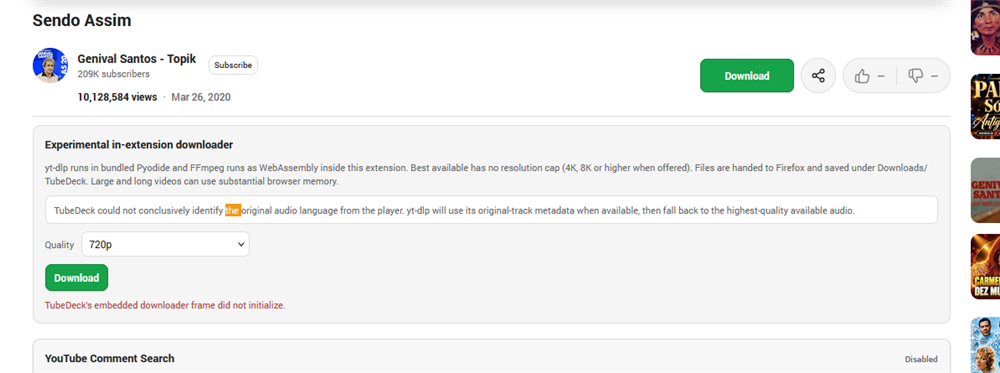 Sendo Assim
Genival Santos - Topik
209K subscribers
Subscribe
10,128,584 views · Mar 26, 2020
Download
–
–
Experimental in-extension downloader
yt-dlp runs in bundled Pyodide and FFmpeg runs as WebAssembly inside this extension. Best available has no resolution cap (4K, 8K or higher when offered). Files are handed to Firefox and saved under Downloads/
TubeDeck. Large and long videos can use substantial browser memory.
TubeDeck could not conclusively identify the original audio language from the player. yt-dlp will use its original-track metadata when available, then fall back to the highest-quality available audio.
Quality 720p
Download
TubeDeck's embedded downloader frame did not initialize.
YouTube Comment Search
Disabled